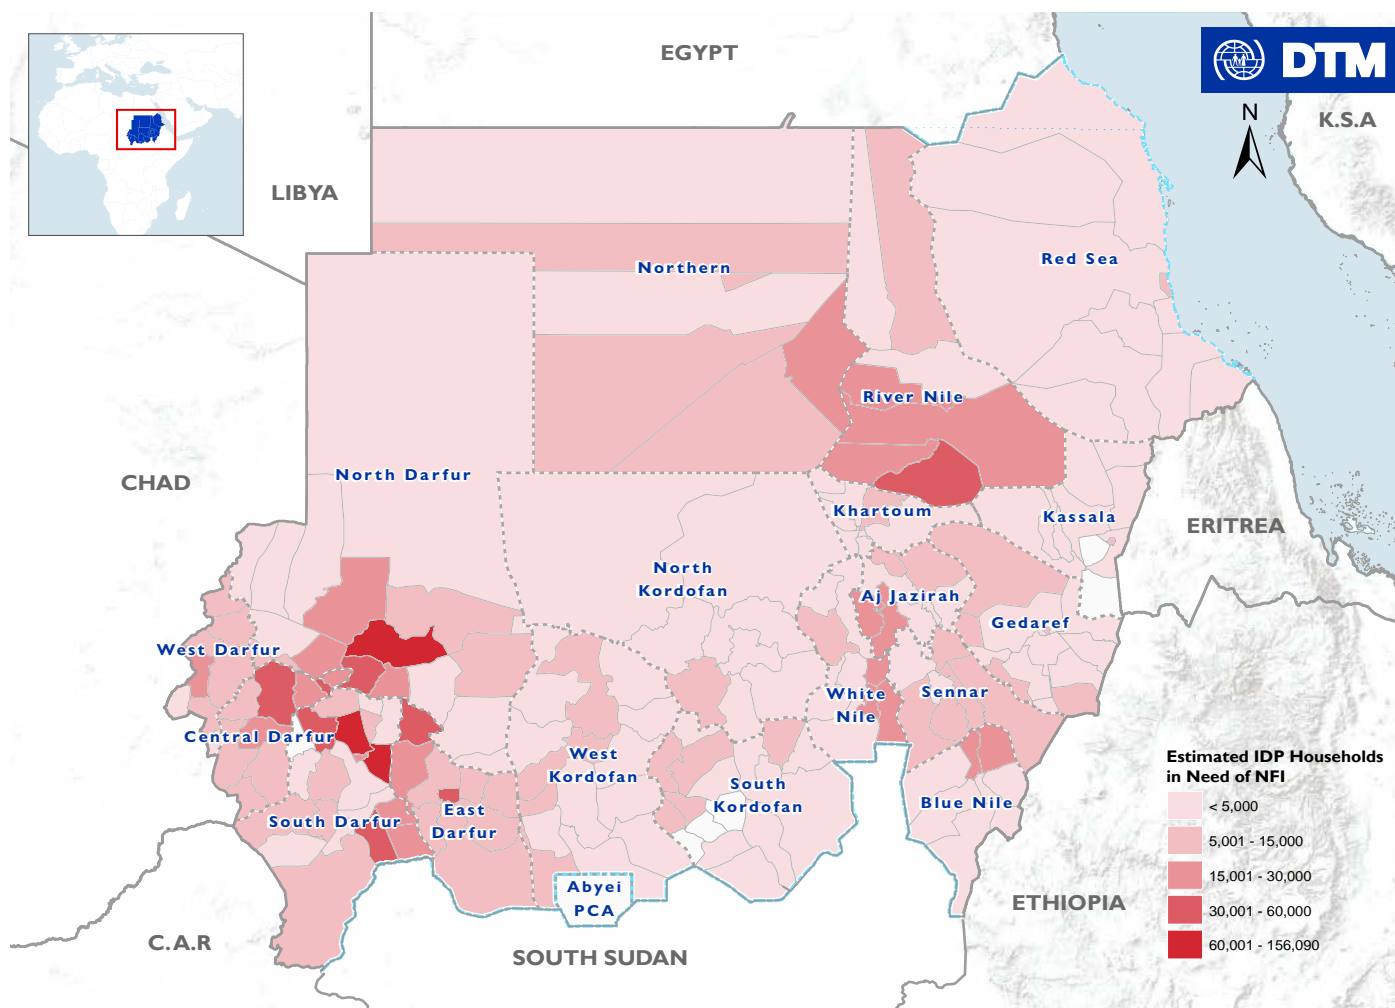 EGYPT
DTM
N
K.S.A
LIBYA
Northern
Red Sea
River Nile
CHAD
North Darfur
Khartoum
Kassala
ERITREA
North
Kordofan
Aj Jazirah
Gedaref
West Darfur
White
Nile
Sennar
Central Darfur
West
Kordofan
South
Kordofan
Blue Nile
South Darfur
East
Darfur
Abyei
PCA
ETHIOPIA
C.A.R
SOUTH SUDAN
Estimated IDP Households
in Need of NFI
< 5,000
5,001 - 15,000
15,001 - 30,000
30,001 - 60,000
60,001 - 156,090